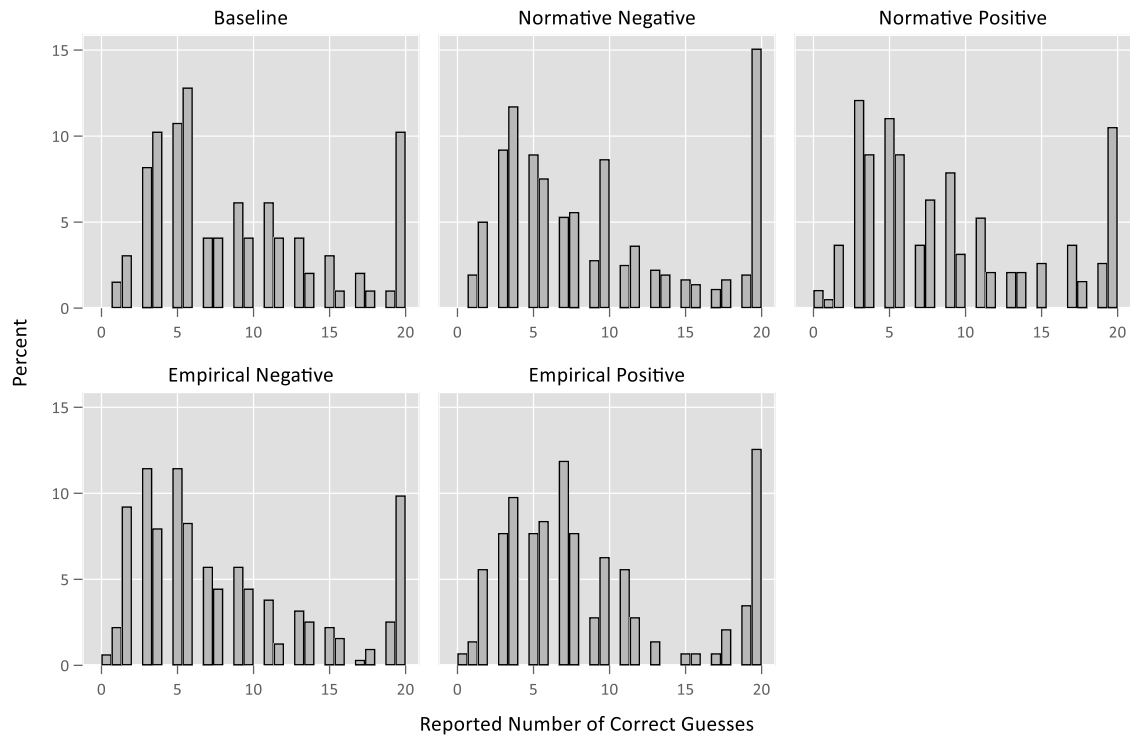 Baseline
Normative Negative
Normative Positive
15
10
5
0
0 5 10 15 20
0 5 10 15 20
0 5 10 15 20
Percent
Empirical Negative
Empirical Positive
15
10
5
0
0 5 10 15 20
0 5 10 15 20
Reported Number of Correct Guesses